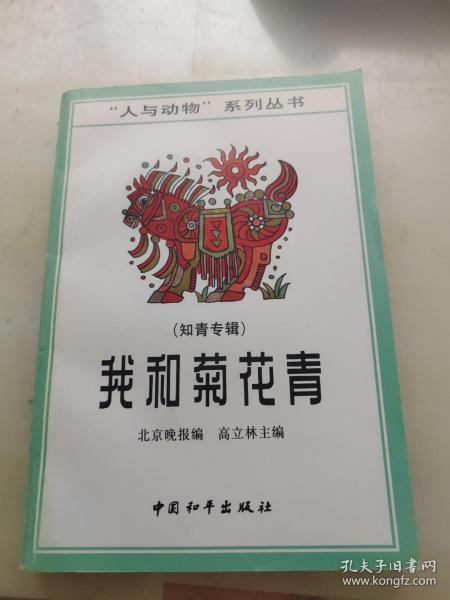 “人与动物”系列丛书
(知青专辑)
我和菊花青
北京晚报编 高立林主编
中国和平出版社
孔夫子旧书网
www.kongfz.com